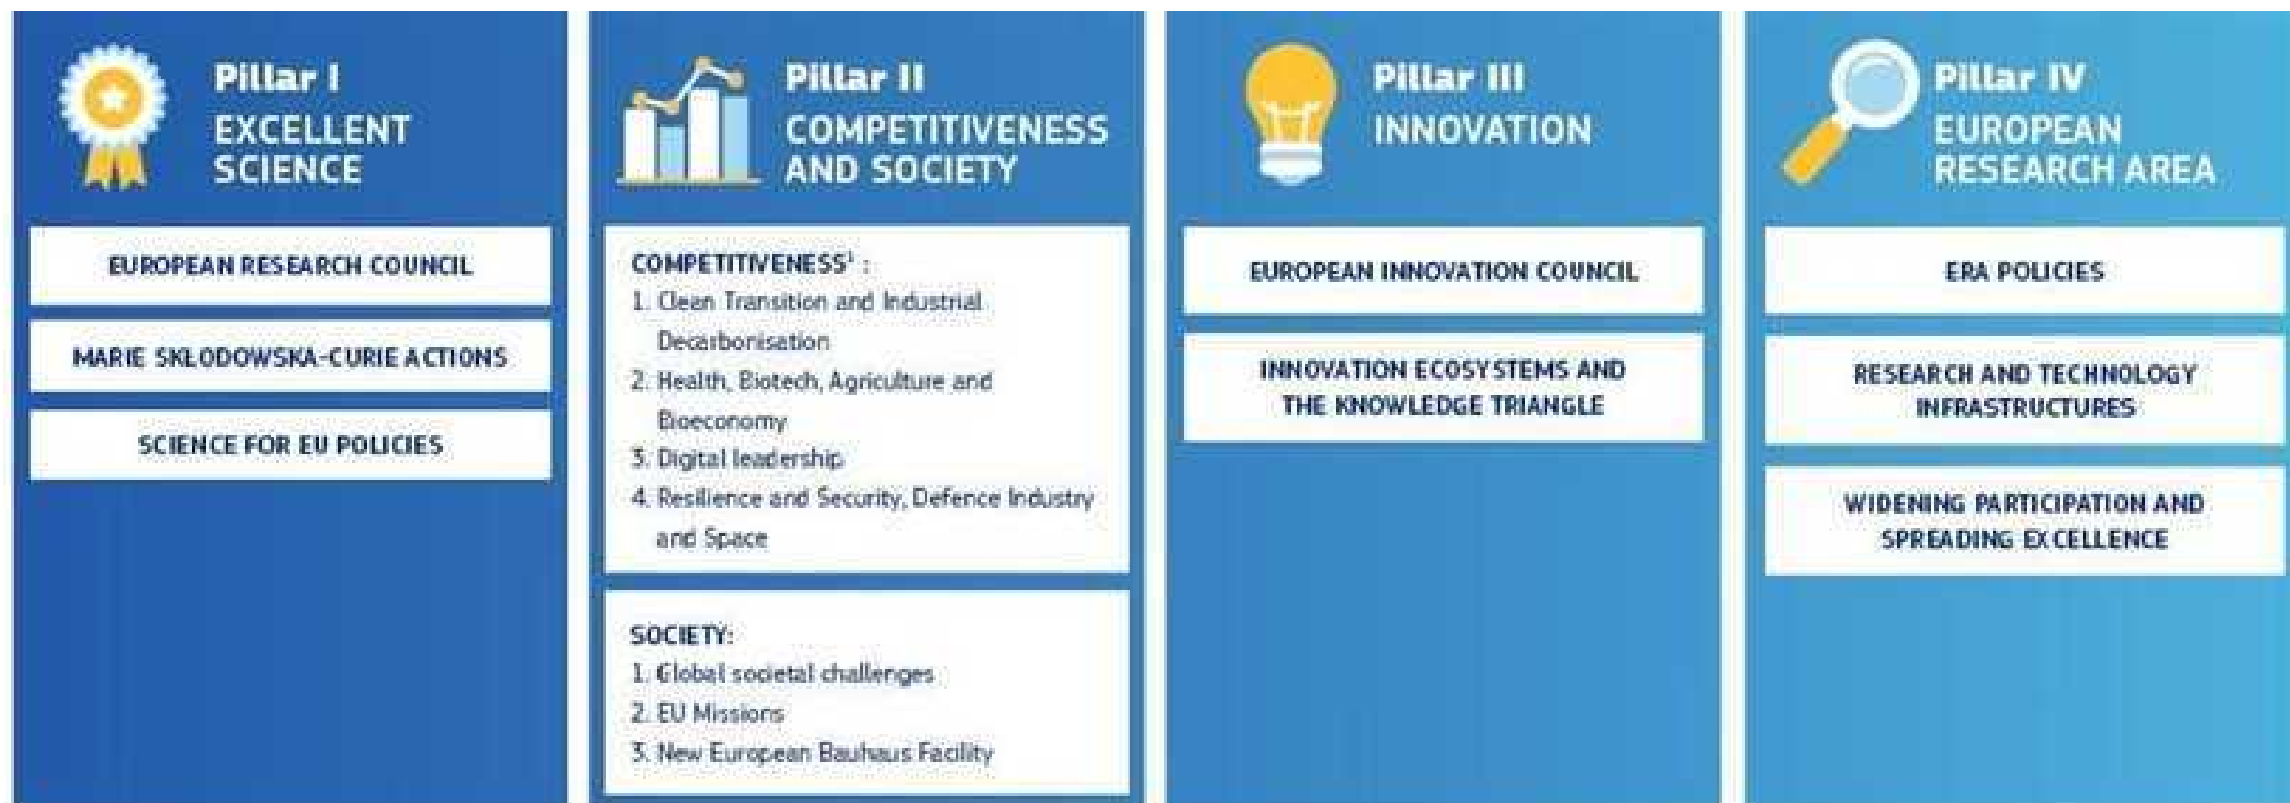 Pillar I
EXCELLENT
SCIENCE
EUROPEAN RESEARCH COUNCIL
MARIE SKŁODOWSKA-CURIE ACTIONS
SCIENCE FOR EU POLICIES
Pillar II
COMPETITIVENESS
AND SOCIETY
COMPETITIVENESS¹ :
1. Clean Transition and Industrial
Decarbonisation
2. Health, Biotech, Agriculture and
Bioeconomy
3. Digital leadership
4. Resilience and Security, Defence Industry
and Space
SOCIETY:
1. Global societal challenges
2. EU Missions
3. New European Bauhaus Facility
Pillar III
INNOVATION
EUROPEAN INNOVATION COUNCIL
INNOVATION ECOSYSTEMS AND
THE KNOWLEDGE TRIANGLE
Pillar IV
EUROPEAN
RESEARCH AREA
ERA POLICIES
RESEARCH AND TECHNOLOGY
INFRASTRUCTURES
WIDENING PARTICIPATION AND
SPREADING EXCELLENCE